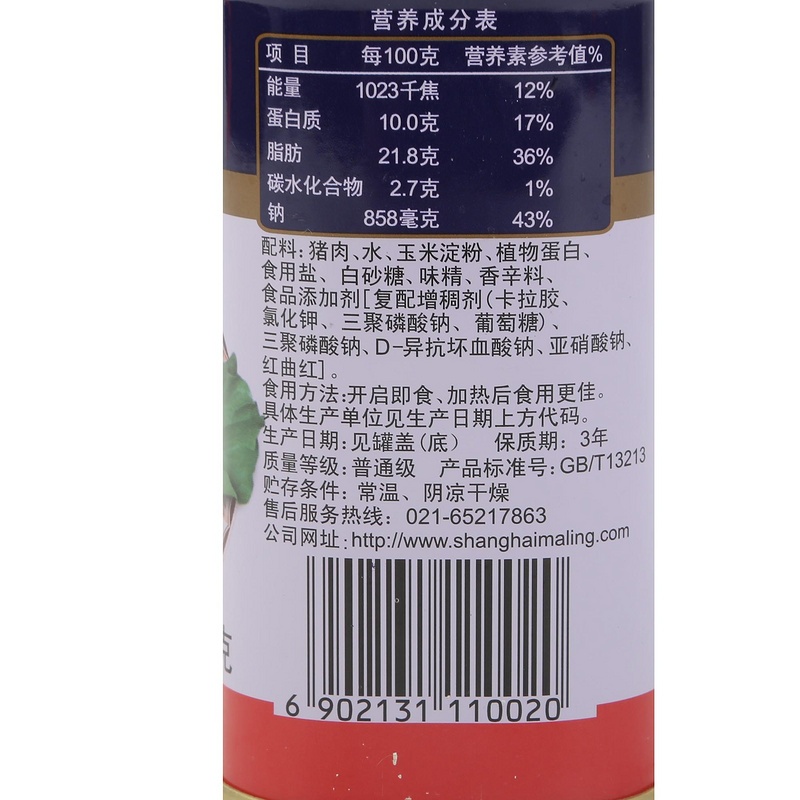 营养成分表
项目 每100克 营养素参考值%
能量 1023千焦 12%
蛋白质 10.0克 17%
脂肪 21.8克 36%
碳水化合物 2.7克 1%
钠 858毫克 43%
配料:猪肉、水、玉米淀粉、植物蛋白、
食用盐、白砂糖、味精、香辛料、
食品添加剂[复配增稠剂(卡拉胶、
氯化钾、三聚磷酸钠、葡萄糖)、
三聚磷酸钠、D-异抗坏血酸钠、亚硝酸钠、
红曲红]。
食用方法:开启即食、加热后食用更佳。
具体生产单位见生产日期上方代码。
生产日期:见罐盖(底) 保质期:3年
质量等级:普通级 产品标准号:GB/T13213
贮存条件:常温、阴凉干燥
售后服务热线:021-65217863
公司网址:http://www.shanghaimaling.com
克
6 902131 110020